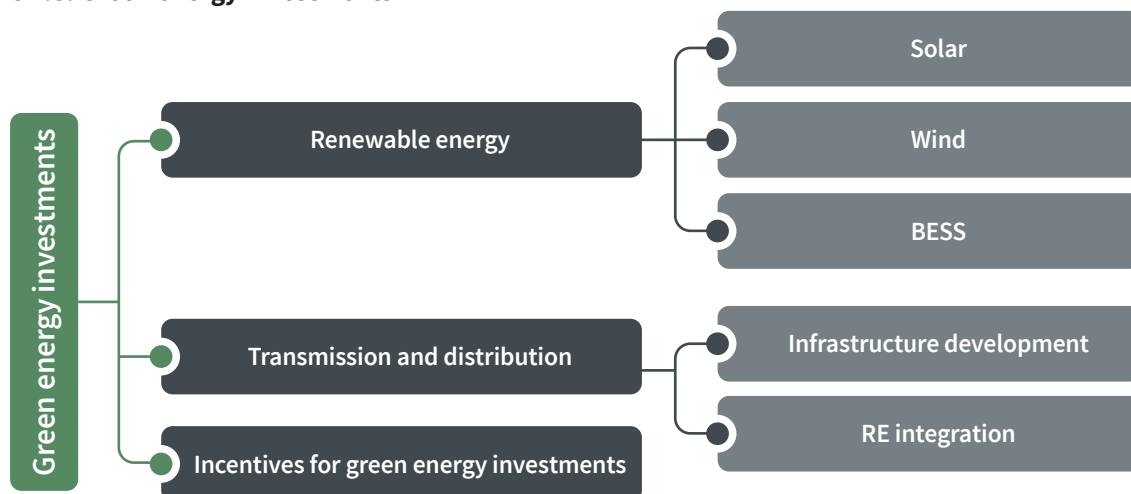 Green energy investments
Renewable energy
Solar
Wind
BESS
Transmission and distribution
Infrastructure development
RE integration
Incentives for green energy investments